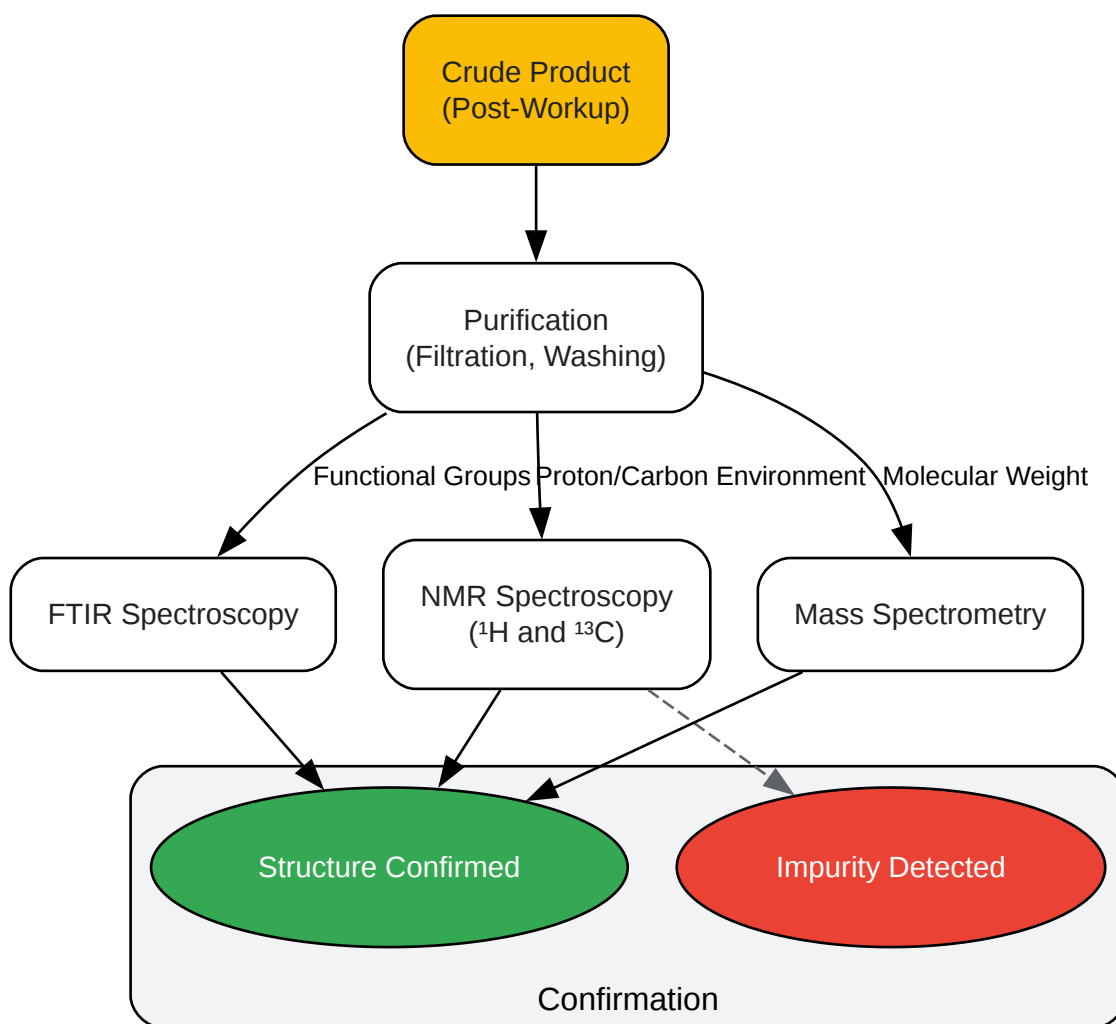 Crude Product
(Post-Workup)
Purification
(Filtration, Washing)
Functional Groups
Proton/Carbon Environment
Molecular Weight
FTIR Spectroscopy
NMR Spectroscopy
(¹H and ¹³C)
Mass Spectrometry
Structure Confirmed
Impurity Detected
Confirmation